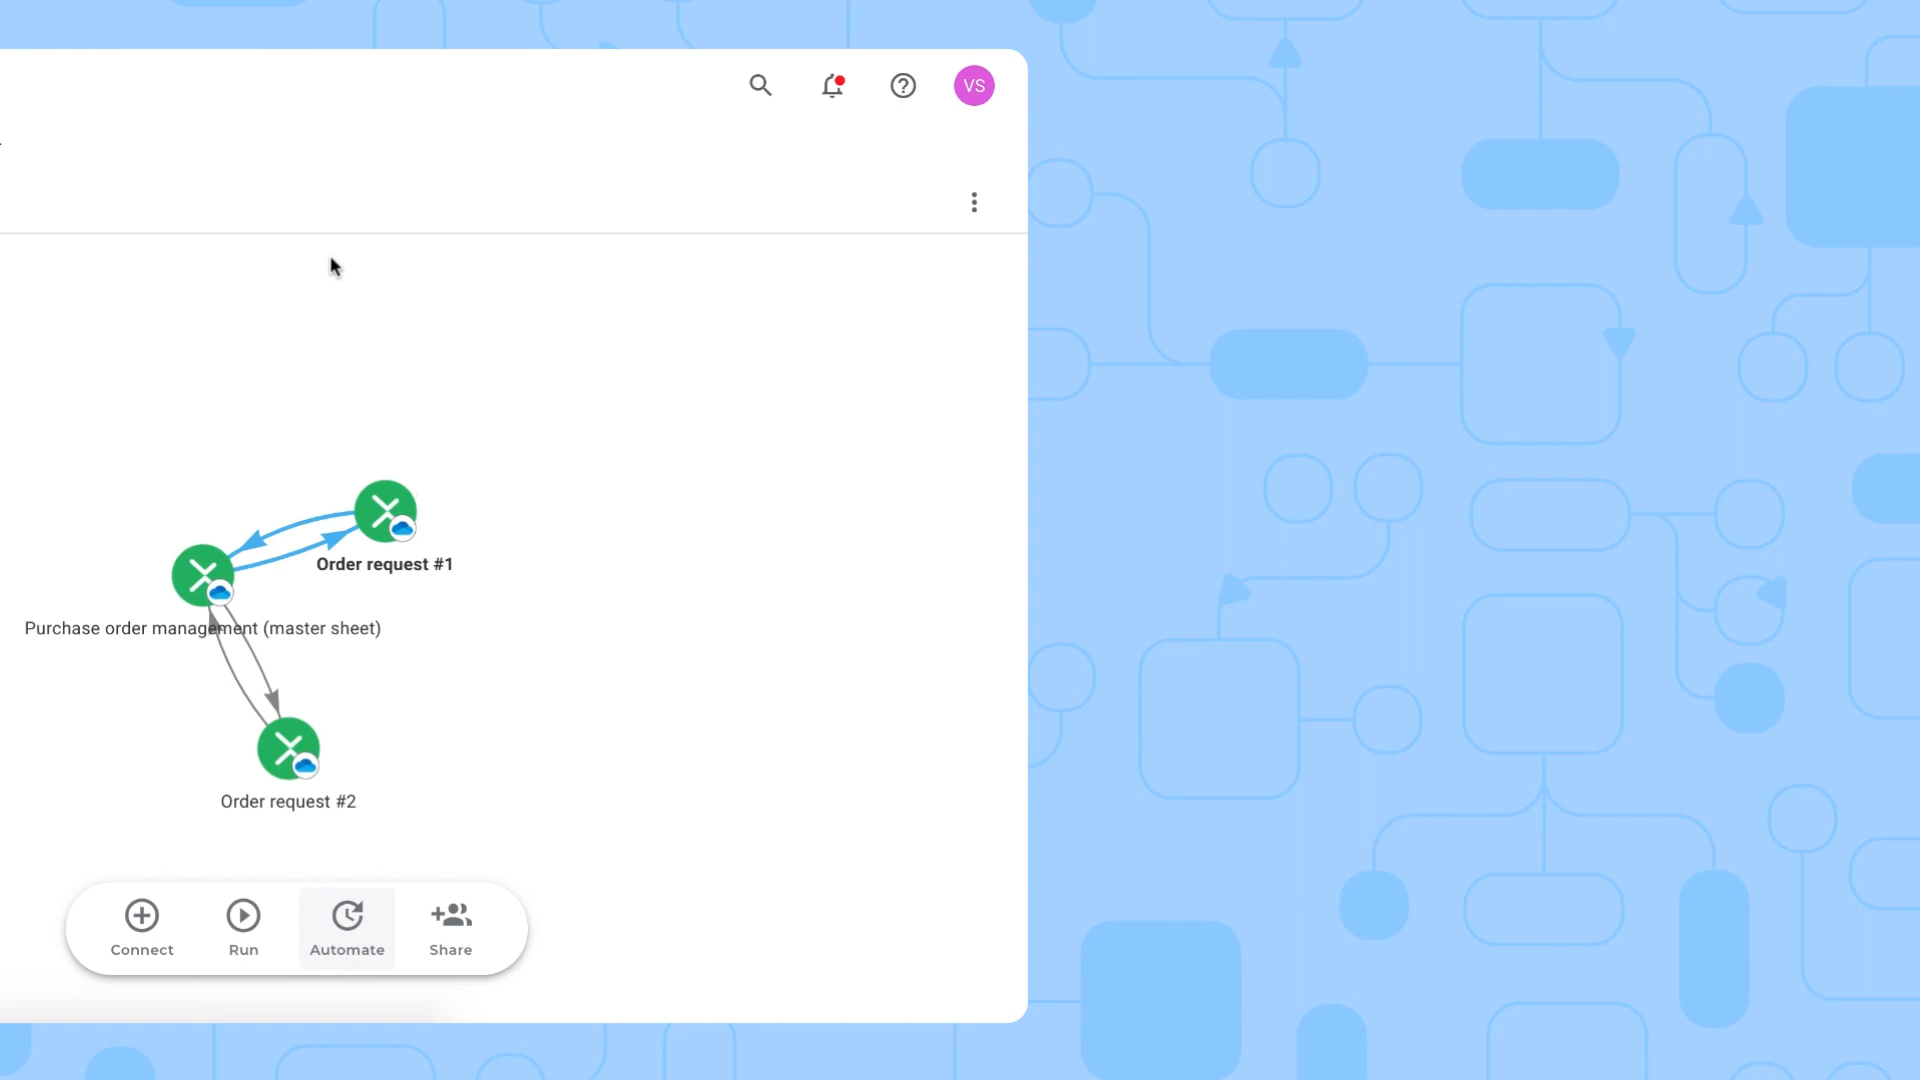 VS
Order request #1
Purchase order management (master sheet)
Order request #2
Connect
Run
Automate
Share